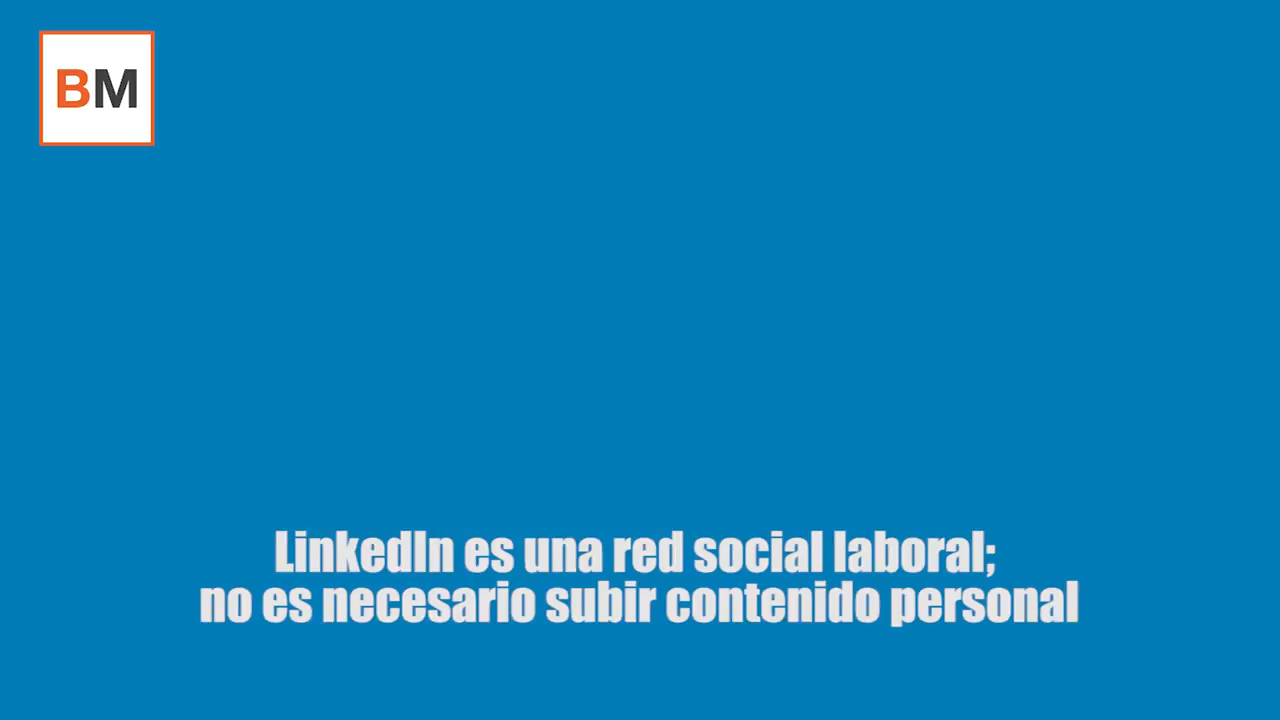 BM
LinkedIn es una red social laboral;
no es necesario subir contenido personal